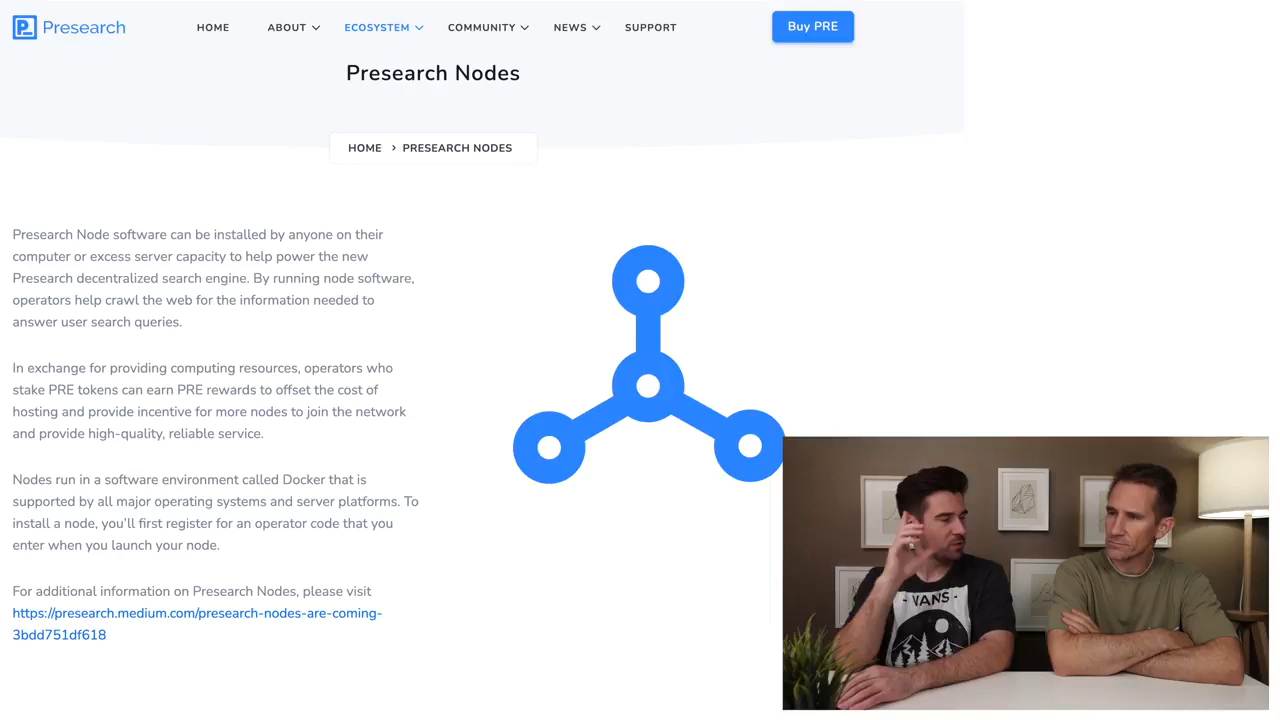 Presearch
HOME
ABOUT
ECOSYSTEM
COMMUNITY
NEWS
SUPPORT
Buy PRE
Presearch Nodes
HOME > PRESEARCH NODES
Presearch Node software can be installed by anyone on their
computer or excess server capacity to help power the new
Presearch decentralized search engine. By running node software,
operators help crawl the web for the information needed to
answer user search queries.
In exchange for providing computing resources, operators who
stake PRE tokens can earn PRE rewards to offset the cost of
hosting and provide incentive for more nodes to join the network
and provide high-quality, reliable service.
Nodes run in a software environment called Docker that is
supported by all major operating systems and server platforms. To
install a node, you’ll first register for an operator code that you
enter when you launch your node.
For additional information on Presearch Nodes, please visit
https://presearch.medium.com/presearch-nodes-are-coming-
3bdd751df618
VANS